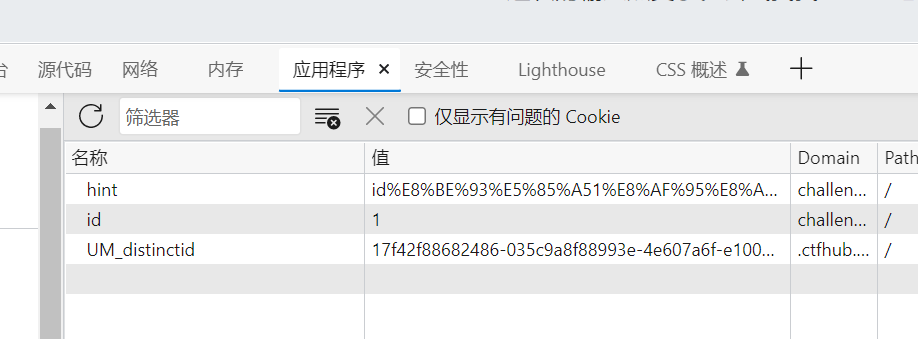 台 源代码 网络 内存 应用程序 × 安全性 Lighthouse CSS 概述 +
筛选器 仅显示有问题的 Cookie
名称 值 Domain Path
hint id%E8%BE%93%E5%85%A51%E8%AF%95%E8%A... challen... /
id 1 challen... /
UM_distinctid 17f42f88682486-035c9a8f88993e-4e607a6f-e100... .ctfhub.... /